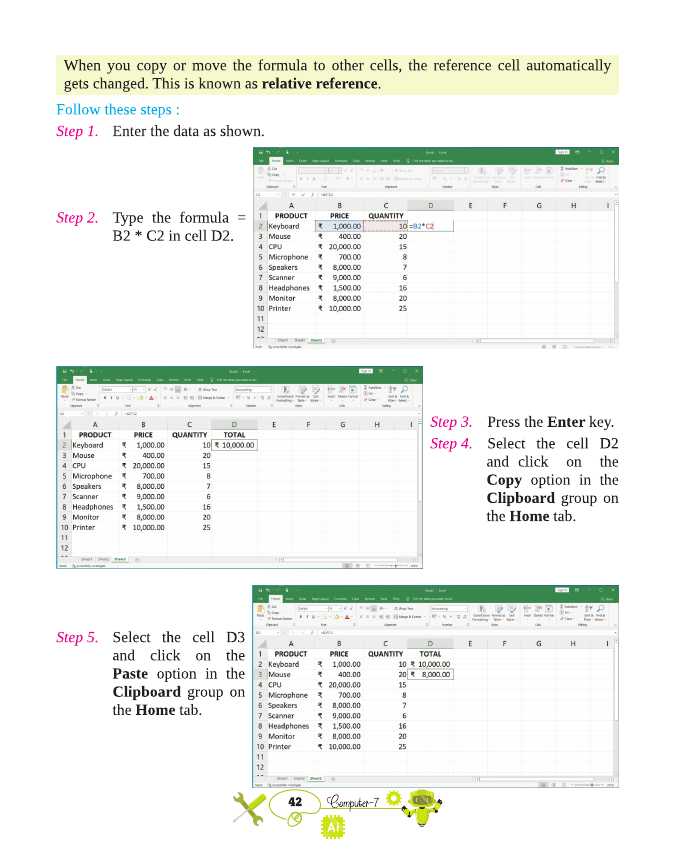 When you copy or move the formula to other cells, the reference cell automatically
gets changed. This is known as relative reference.
Follow these steps :
Step 1. Enter the data as shown.
Step 2. Type the formula =
B2 * C2 in cell D2.
A B C D E F G H I
1 PRODUCT PRICE QUANTITY
2 Keyboard ₹ 1,000.00 10 =B2*C2
3 Mouse ₹ 400.00 20
4 CPU ₹ 20,000.00 15
5 Microphone ₹ 700.00 8
6 Speakers ₹ 8,000.00 7
7 Scanner ₹ 9,000.00 6
8 Headphones ₹ 1,500.00 16
9 Monitor ₹ 8,000.00 20
10 Printer ₹ 10,000.00 25
11
12
A B C D E F G H I
1 PRODUCT PRICE QUANTITY TOTAL
2 Keyboard ₹ 1,000.00 10 ₹ 10,000.00
3 Mouse ₹ 400.00 20
4 CPU ₹ 20,000.00 15
5 Microphone ₹ 700.00 8
6 Speakers ₹ 8,000.00 7
7 Scanner ₹ 9,000.00 6
8 Headphones ₹ 1,500.00 16
9 Monitor ₹ 8,000.00 20
10 Printer ₹ 10,000.00 25
11
12
Step 3. Press the Enter key.
Step 4. Select the cell D2
and click on the
Copy option in the
Clipboard group on
the Home tab.
Step 5. Select the cell D3
and click on the
Paste option in the
Clipboard group on
the Home tab.
A B C D E F G H I
1 PRODUCT PRICE QUANTITY TOTAL
2 Keyboard ₹ 1,000.00 10 ₹ 10,000.00
3 Mouse ₹ 400.00 20 ₹ 8,000.00
4 CPU ₹ 20,000.00 15
5 Microphone ₹ 700.00 8
6 Speakers ₹ 8,000.00 7
7 Scanner ₹ 9,000.00 6
8 Headphones ₹ 1,500.00 16
9 Monitor ₹ 8,000.00 20
10 Printer ₹ 10,000.00 25
11
12
42 Computer-7
AI